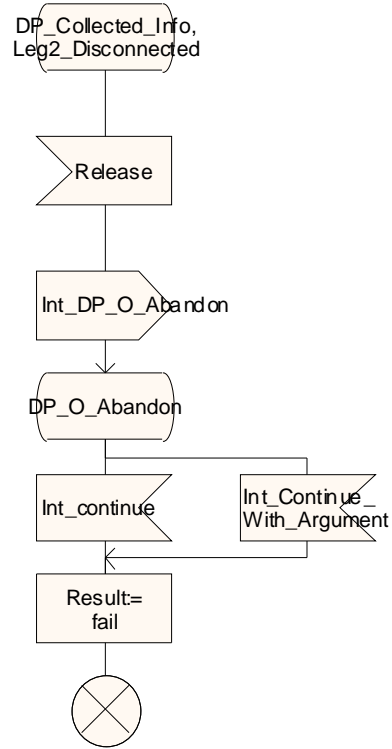 DP_Collected_Info,
Leg2_Disconnected
Release
Int_DP_O_Abandon
DP_O_Abandon
Int_continue
Int_Continue_
With_Argument
Result:=
fail